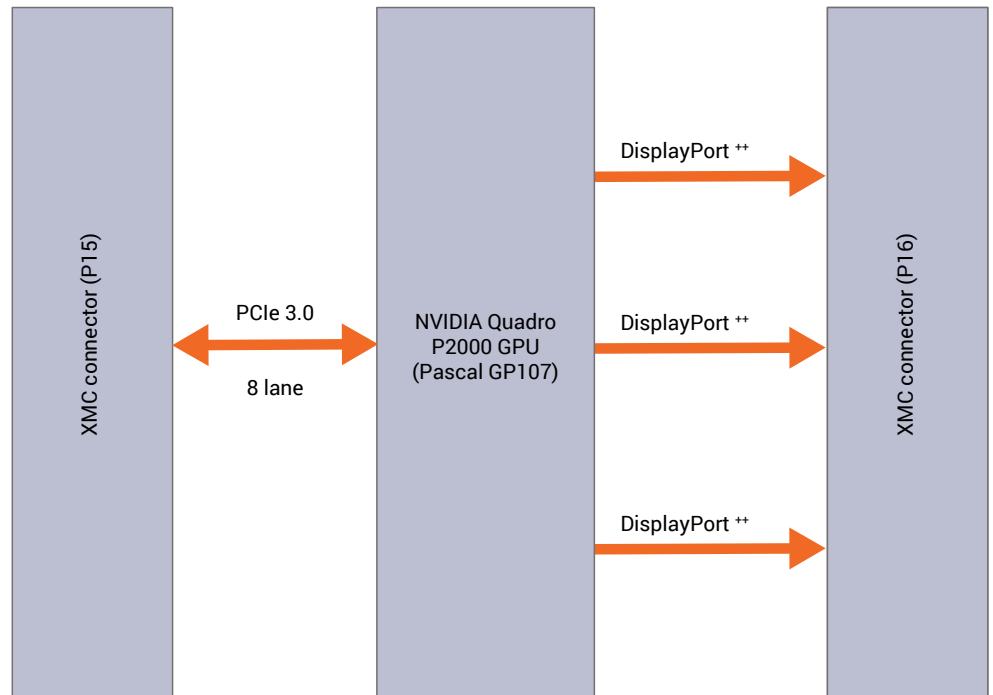 XMC connector (P15)
PCIe 3.0
8 lane
NVIDIA Quadro
P2000 GPU
(Pascal GP107)
DisplayPort ++
DisplayPort ++
DisplayPort ++
XMC connector (P16)